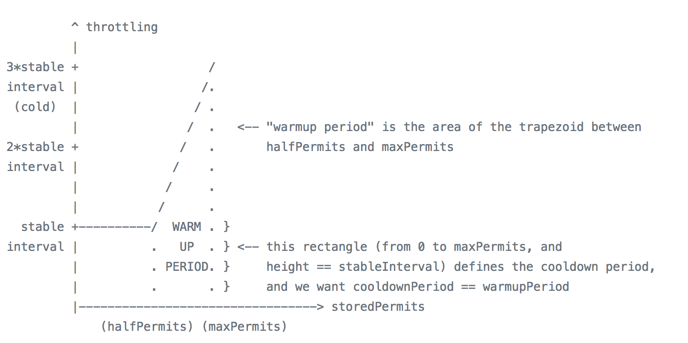 ^ throttling
|
3*stable + /
interval | /.
(cold) | / .
| / . <-- "warmup period" is the area of the trapezoid between
2*stable + / . halfPermits and maxPermits
interval | / .
| / .
| / .
stable +----------/ WARM . }
interval | . UP . } <-- this rectangle (from 0 to maxPermits, and
| . PERIOD. } height == stableInterval) defines the cooldown period,
| . . } and we want cooldownPeriod == warmupPeriod
|--------------------------------> storedPermits
(halfPermits) (maxPermits)